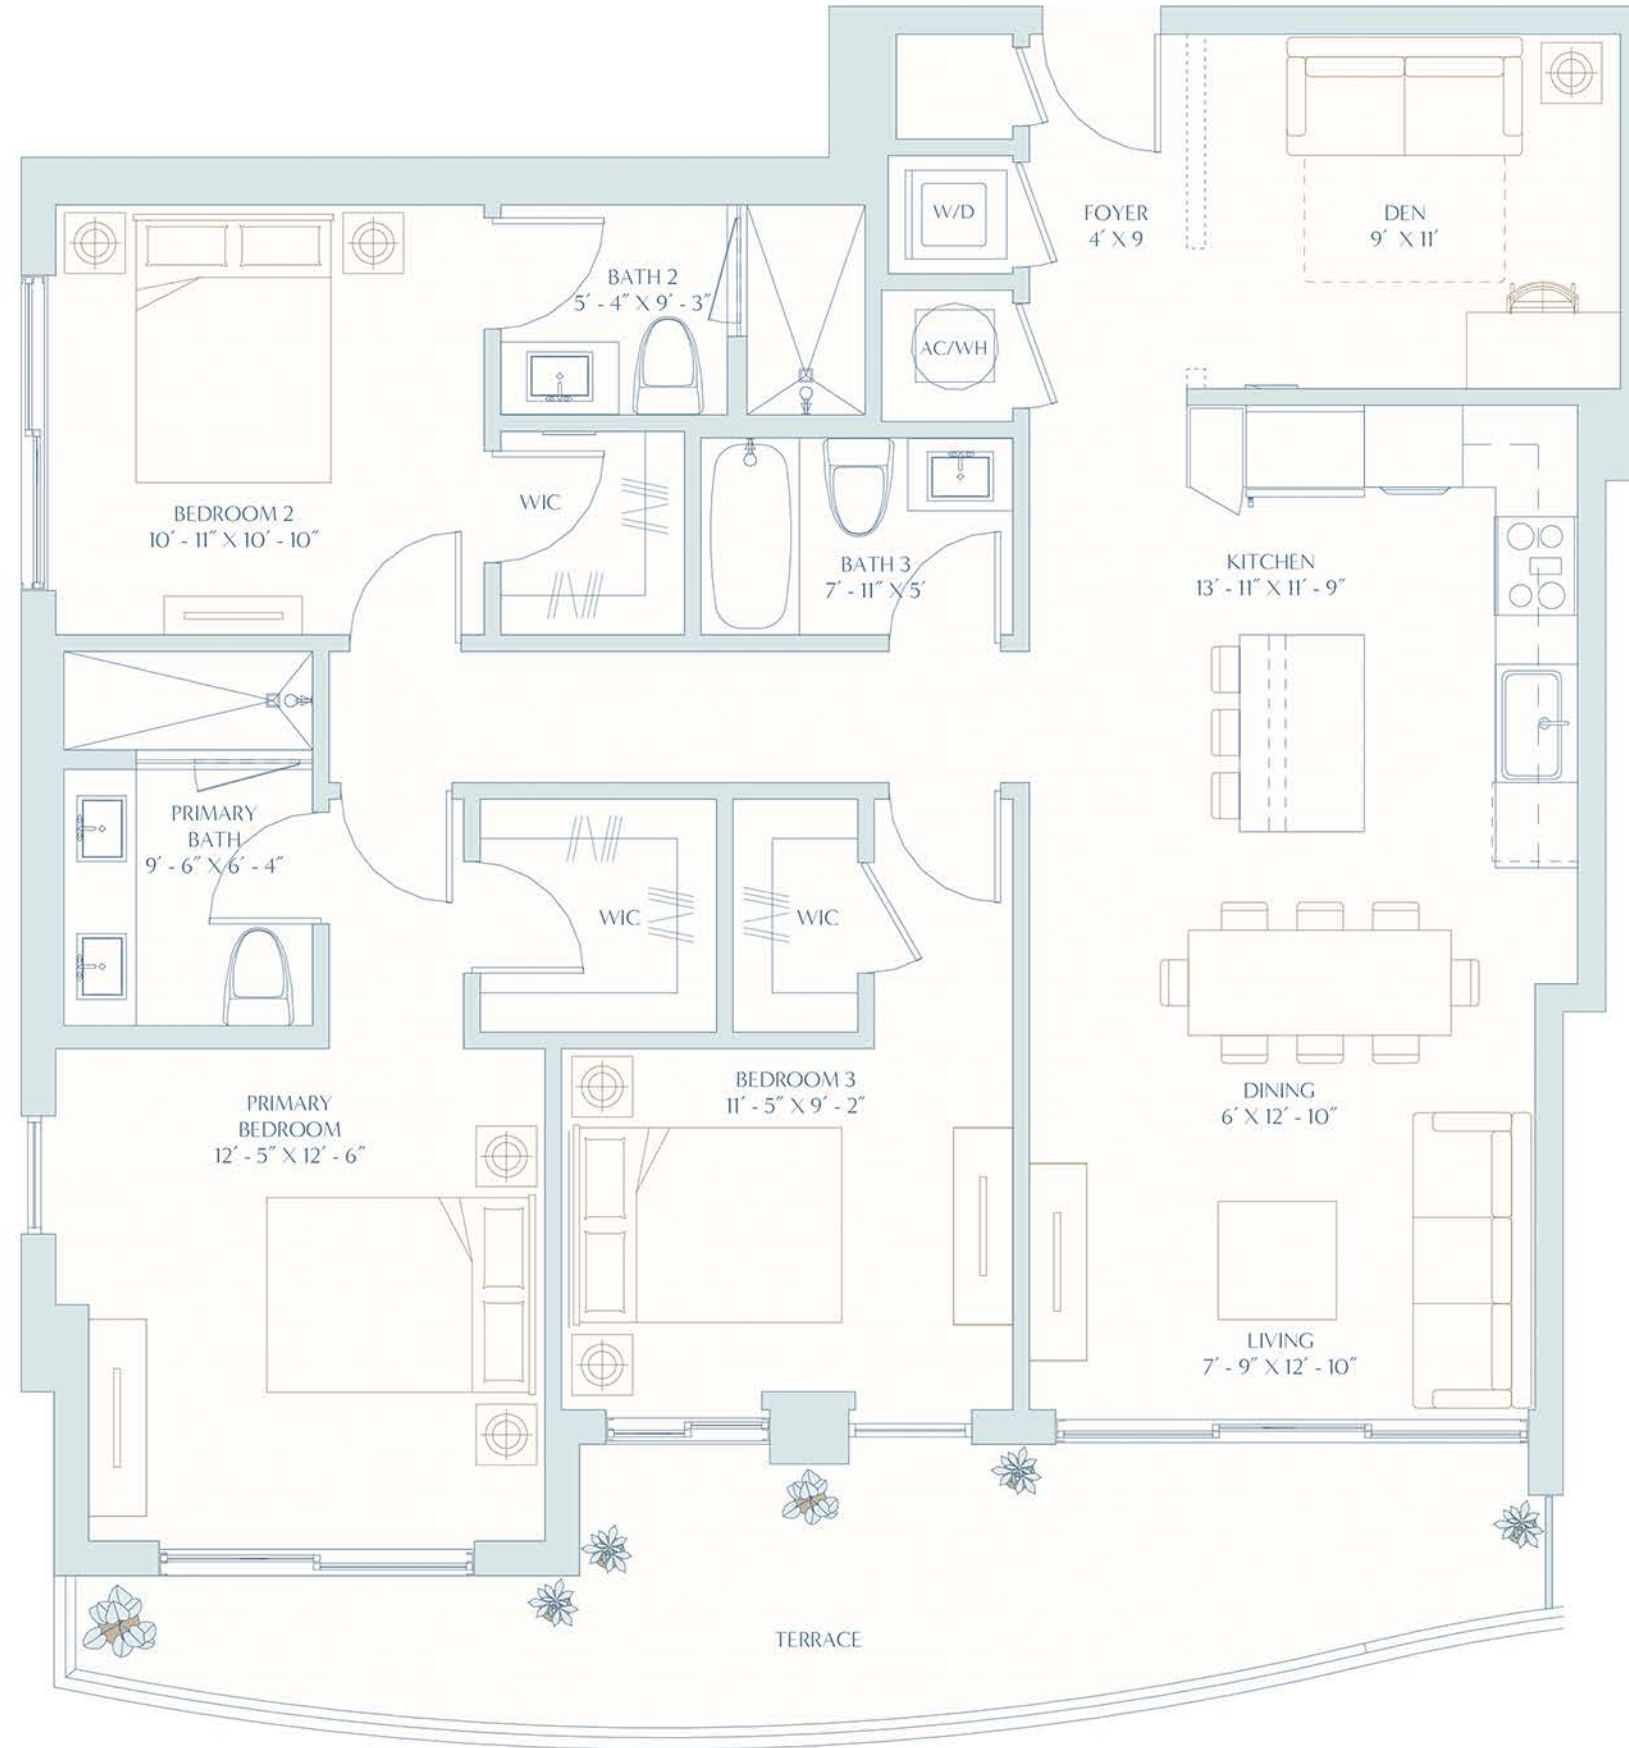 W/D
FOYER
4′ X 9
DEN
9′ X 11′
BATH 2
5′ - 4″ X 9′ - 3″
AC/WH
BEDROOM 2
10′ - 11″ X 10′ - 10″
WIC
BATH 3
7′ - 11″ X 5′
KITCHEN
13′ - 11″ X 11′ - 9″
PRIMARY
BATH
9′ - 6″ X 6′ - 4″
WIC
WIC
PRIMARY
BEDROOM
12′ - 5″ X 12′ - 6″
BEDROOM 3
11′ - 5″ X 9′ - 2″
DINING
6′ X 12′ - 10″
LIVING
7′ - 9″ X 12′ - 10″
TERRACE